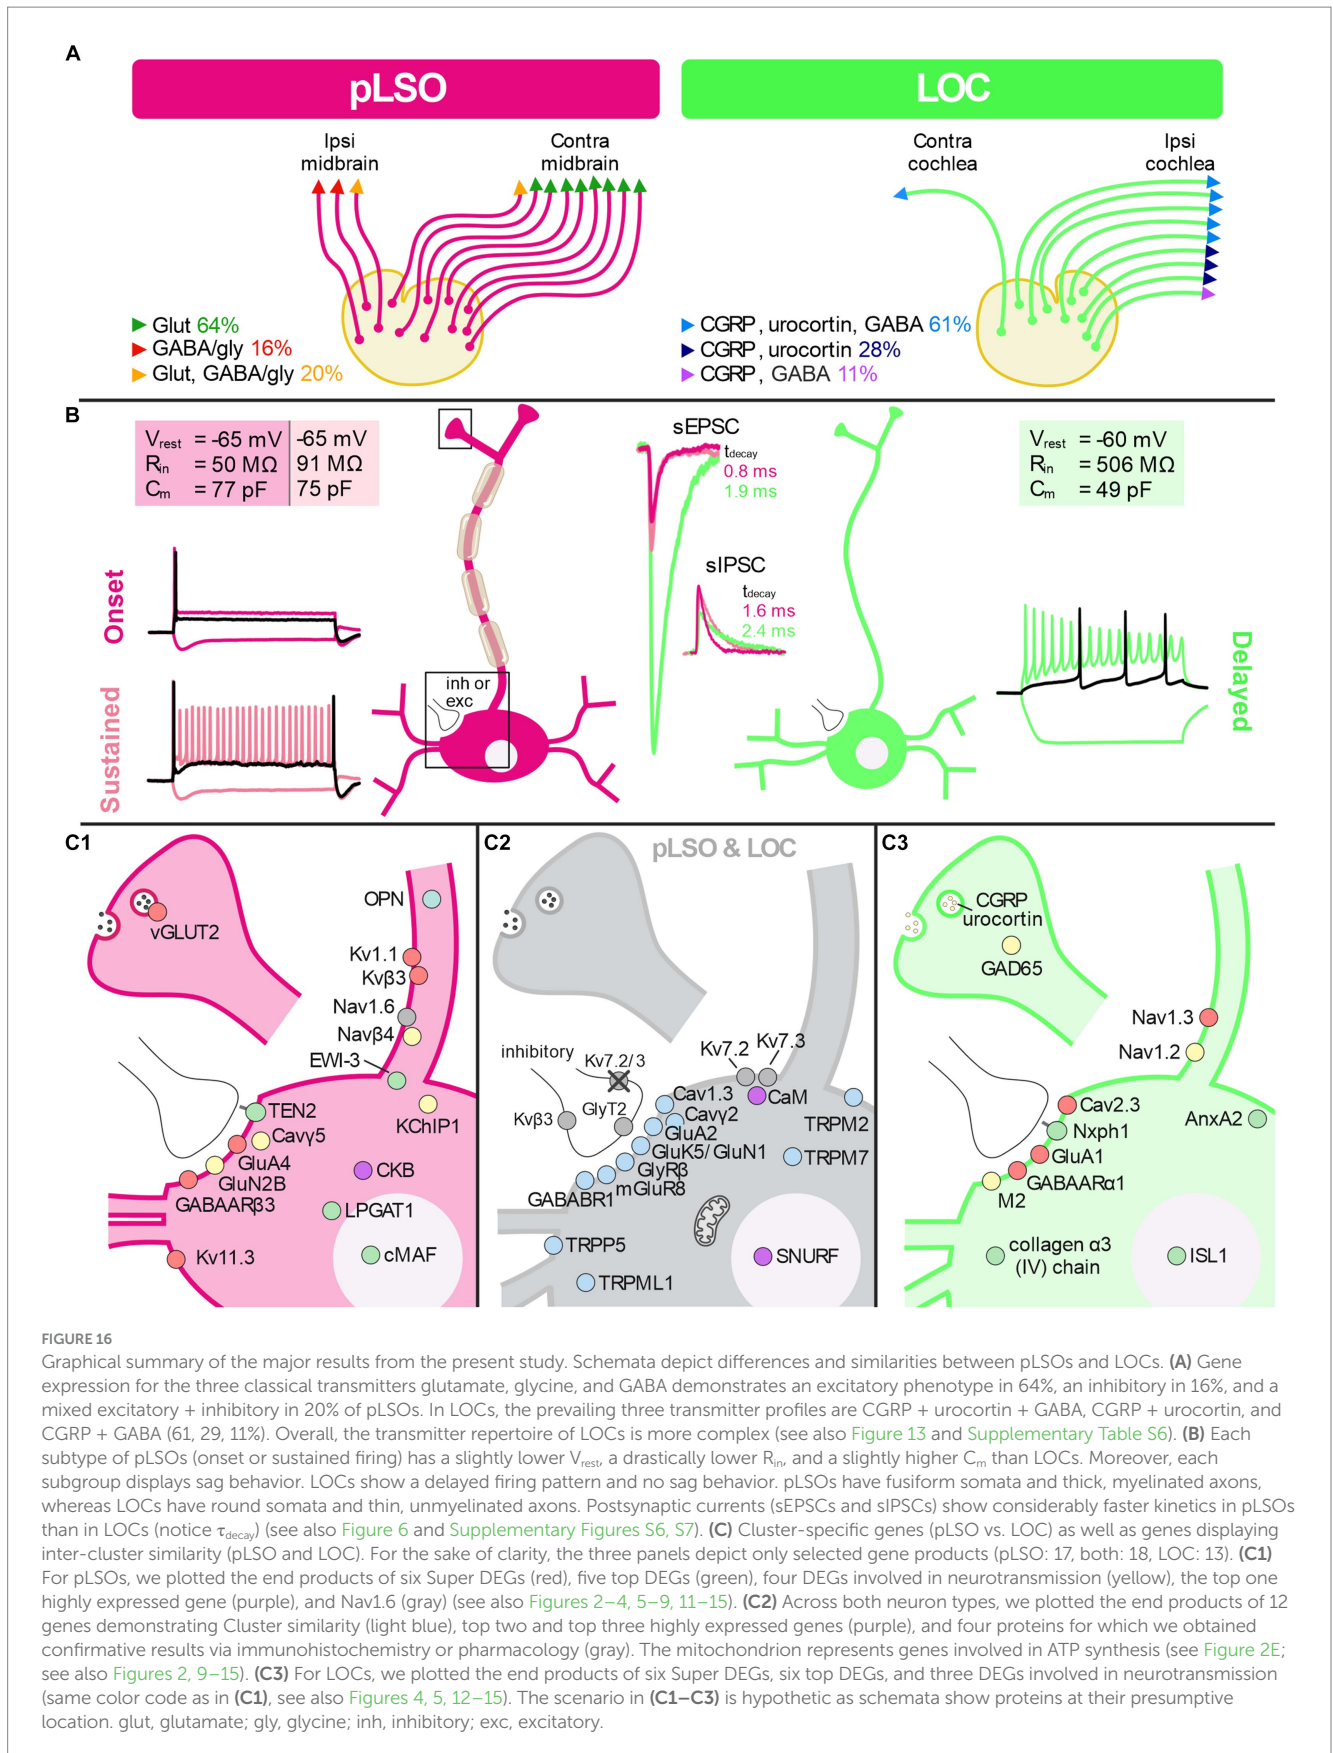 A
pLSO
LOC
Ipsi
midbrain
Contra
midbrain
Contra
cochlea
Ipsi
cochlea
Glut 64%
GABA/gly 16%
Glut, GABA/gly 20%
CGRP, urocortin, GABA 61%
CGRP, urocortin 28%
CGRP, GABA 11%
B
Vrest = -65 mV -65 mV
Rin = 50 MΩ 91 MΩ
Cm = 77 pF 75 pF
sEPSC
tdecay
0.8 ms
1.9 ms
Vrest = -60 mV
Rin = 506 MΩ
Cm = 49 pF
Onset
Sustained
inh or
exc
sIPSC
tdecay
1.6 ms
2.4 ms
Delayed
C1
vGLUT2
OPN
Kv1.1
Kvβ3
Nav1.6
Navβ4
EWI-3
TEN2
KChIP1
Cavγ5
GluA4
GluN2B
GABAARβ3
CKB
LPGAT1
cMAF
Kv11.3
C2
pLSO & LOC
inhibitory
Kv7.2/3
Kv7.2
Kv7.3
Kvβ3
GlyT2
Cav1.3
CaM
Cavγ2
GluA2
GluK5/GluN1
GlyRβ
mGluR8
GABABR1
TRPM2
TRPM7
TRPP5
TRPML1
SNURF
C3
CGRP
urocortin
GAD65
Nav1.3
Nav1.2
Cav2.3
Nxph1
AnxA2
GluA1
GABAARα1
M2
collagen α3
(IV) chain
ISL1
FIGURE 16
Graphical summary of the major results from the present study. Schemata depict differences and similarities between pLSOs and LOCs. (A) Gene
expression for the three classical transmitters glutamate, glycine, and GABA demonstrates an excitatory phenotype in 64%, an inhibitory in 16%, and a
mixed excitatory + inhibitory in 20% of pLSOs. In LOCs, the prevailing three transmitter profiles are CGRP + urocortin + GABA, CGRP + urocortin, and
CGRP + GABA (61, 29, 11%). Overall, the transmitter repertoire of LOCs is more complex (see also Figure 13 and Supplementary Table S6). (B) Each
subtype of pLSOs (onset or sustained firing) has a slightly lower Vrest, a drastically lower Rin, and a slightly higher Cm than LOCs. Moreover, each
subgroup displays sag behavior. LOCs show a delayed firing pattern and no sag behavior. pLSOs have fusiform somata and thick, myelinated axons,
whereas LOCs have round somata and thin, unmyelinated axons. Postsynaptic currents (sEPSCs and sIPSCs) show considerably faster kinetics in pLSOs
than in LOCs (notice τdecay) (see also Figure 6 and Supplementary Figures S6, S7). (C) Cluster-specific genes (pLSO vs. LOC) as well as genes displaying
inter-cluster similarity (pLSO and LOC). For the sake of clarity, the three panels depict only selected gene products (pLSO: 17, both: 18, LOC: 13). (C1)
For pLSOs, we plotted the end products of six Super DEGs (red), five top DEGs (green), four DEGs involved in neurotransmission (yellow), the top one
highly expressed gene (purple), and Nav1.6 (gray) (see also Figures 2–4, 5–9, 11–15). (C2) Across both neuron types, we plotted the end products of 12
genes demonstrating Cluster similarity (light blue), top two and top three highly expressed genes (purple), and four proteins for which we obtained
confirmative results via immunohistochemistry or pharmacology (gray). The mitochondrion represents genes involved in ATP synthesis (see Figure 2E;
see also Figures 2, 9–15). (C3) For LOCs, we plotted the end products of six Super DEGs, six top DEGs, and three DEGs involved in neurotransmission
(same color code as in (C1), see also Figures 4, 5, 12–15). The scenario in (C1–C3) is hypothetic as schemata show proteins at their presumptive
location. glut, glutamate; gly, glycine; inh, inhibitory; exc, excitatory.